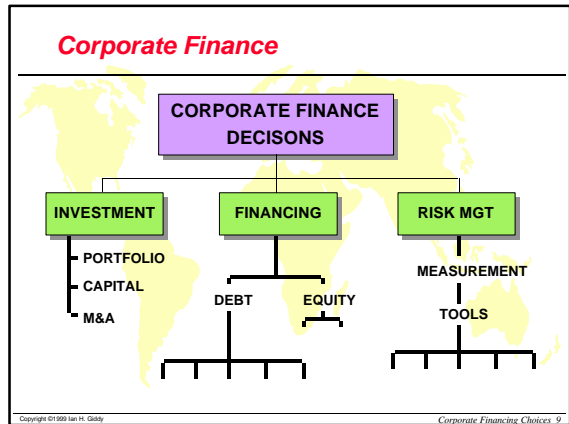 Corporate Finance
CORPORATE FINANCE
DECISONS
INVESTMENT
FINANCING
RISK MGT
PORTFOLIO
CAPITAL
M&A
DEBT
EQUITY
MEASUREMENT
TOOLS
Copyright ©1999 Ian H. Giddy
Corporate Financing Choices 9